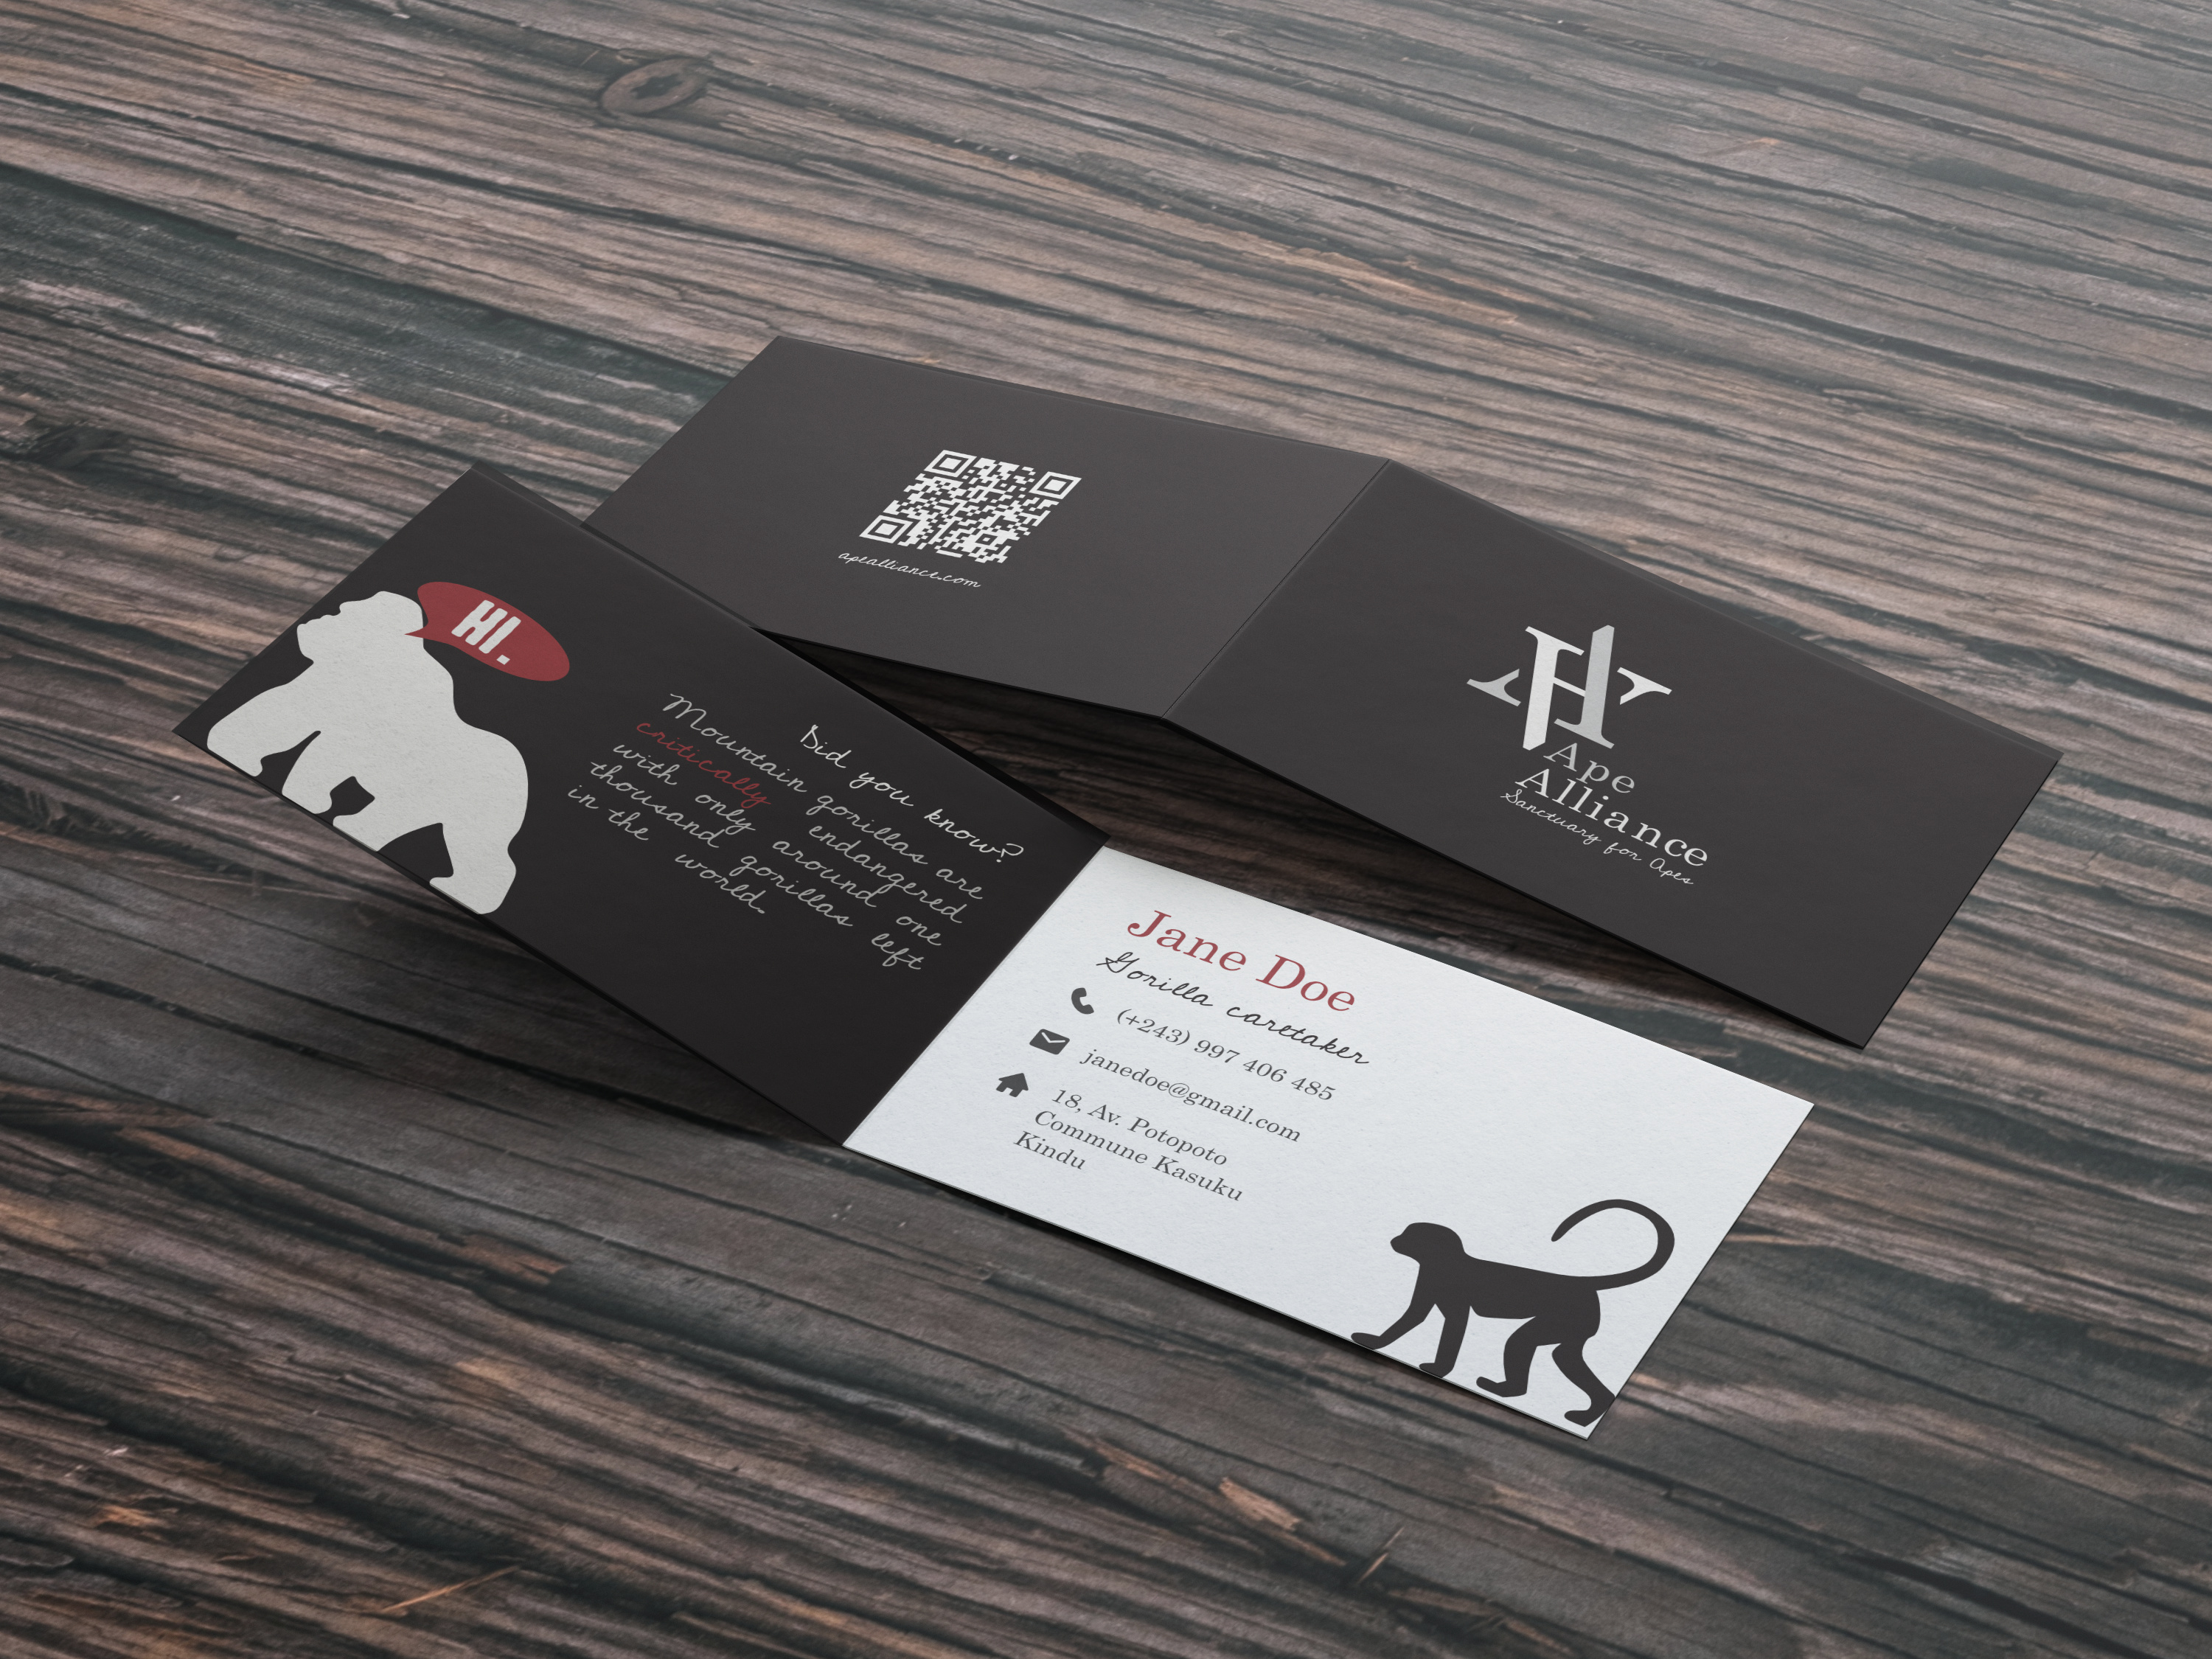 apealliance.com
Ape
Alliance
Sanctuary for Apes
HI.
Did you know?
Mountain gorillas are
critically endangered
with only around one
thousand gorillas left
in the world.
Jane Doe
Gorilla caretaker
(+243) 997 406 485
janedoe@gmail.com
18, Av. Potopoto
Commune Kasuku
Kindu